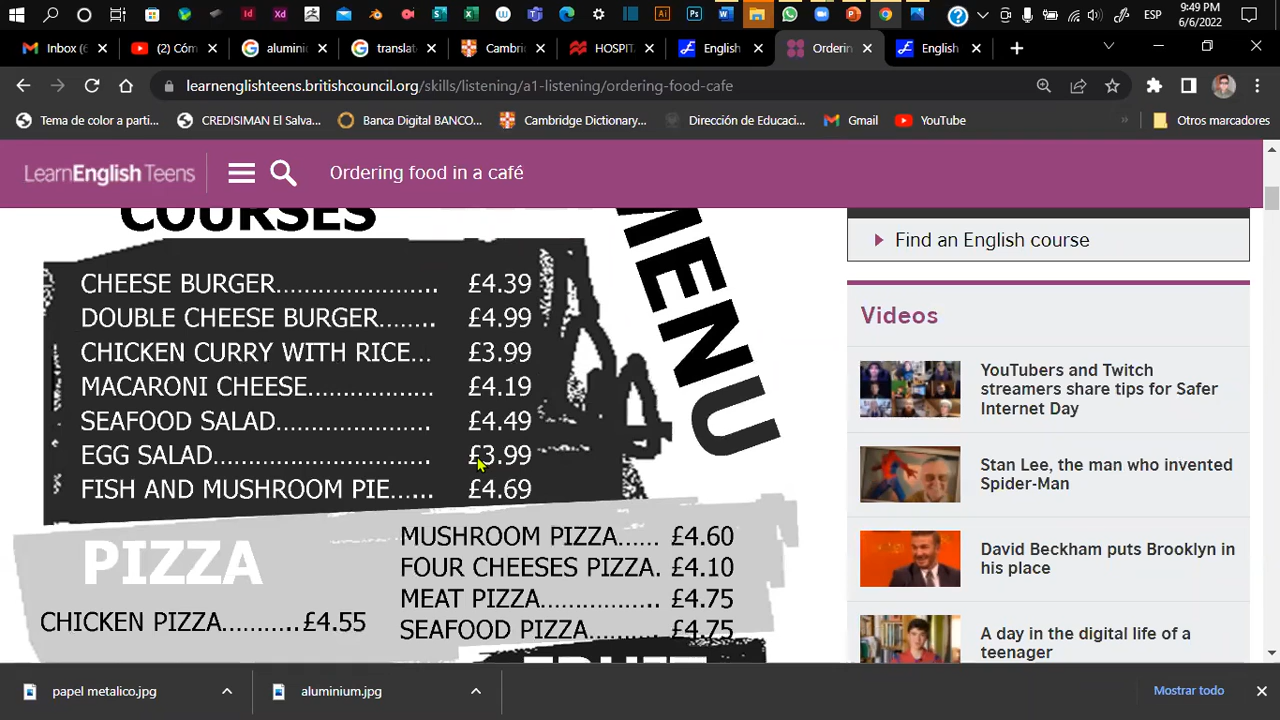 ESP
9:49 PM
6/6/2022
Inbox (6
(2) Cóm
aluminio
translate
Cambri
HOSPIT
English
Orderin
English
learnenglishteens.britishcouncil.org/skills/listening/a1-listening/ordering-food-cafe
Tema de color a parti...
CREDISIMAN El Salva...
Banca Digital BANCO...
Cambridge Dictionary...
Dirección de Educaci...
Gmail
YouTube
Otros marcadores
LearnEnglish Teens
Ordering food in a café
COURSES
MENU
CHEESE BURGER....................... £4.39
DOUBLE CHEESE BURGER........ £4.99
CHICKEN CURRY WITH RICE... £3.99
MACARONI CHEESE.................. £4.19
SEAFOOD SALAD...................... £4.49
EGG SALAD............................... £3.99
FISH AND MUSHROOM PIE...... £4.69
PIZZA
CHICKEN PIZZA...........£4.55
MUSHROOM PIZZA...... £4.60
FOUR CHEESES PIZZA. £4.10
MEAT PIZZA................. £4.75
SEAFOOD PIZZA.......... £4.75
FRUIT
Find an English course
Videos
YouTubers and Twitch
streamers share tips for Safer
Internet Day
Stan Lee, the man who invented
Spider-Man
David Beckham puts Brooklyn in
his place
A day in the digital life of a
teenager
papel metalico.jpg
aluminium.jpg
Mostrar todo